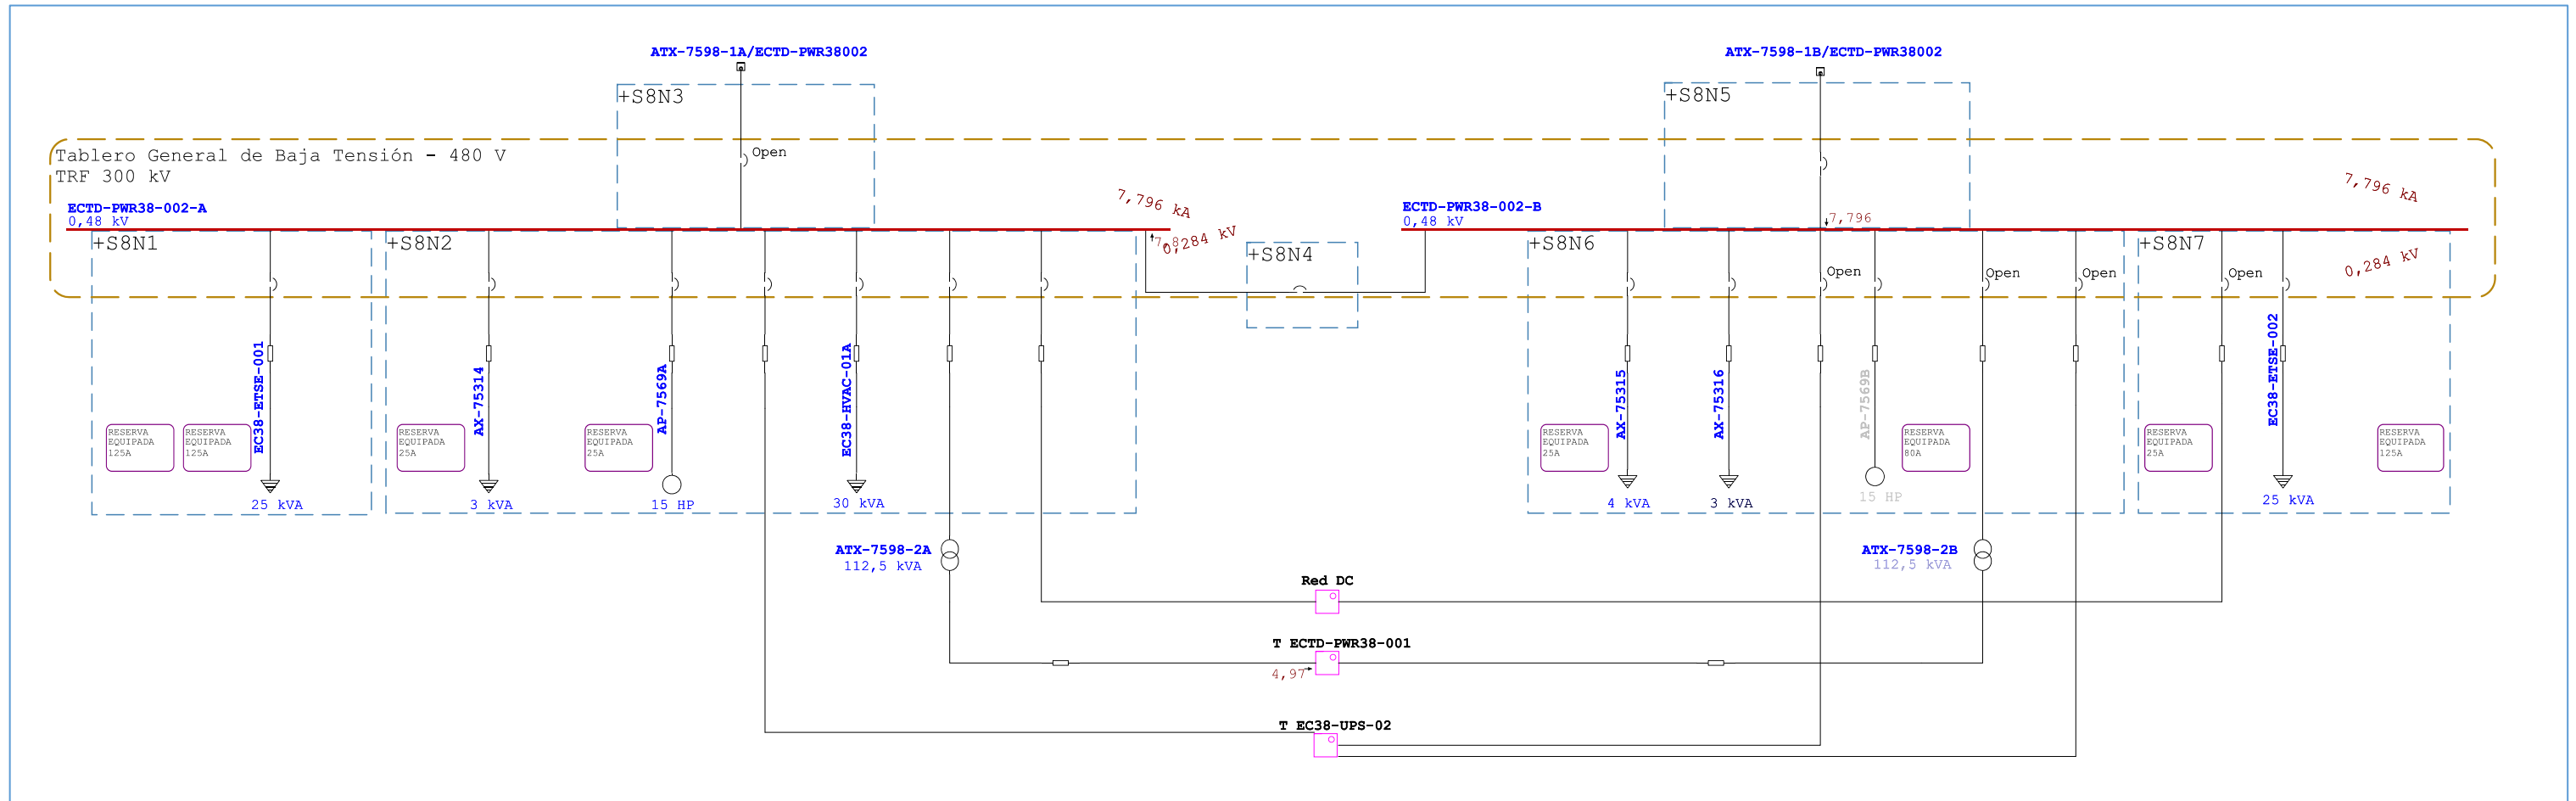 ATX-7598-1A/ECTD-PWR38002
ATX-7598-1B/ECTD-PWR38002
+S8N3
+S8N5
Tablero General de Baja Tensión - 480 V
TRF 300 kV
Open
ECTD-PWR38-002-A
0,48 kV
7,796 kA
0,284 kV
ECTD-PWR38-002-B
0,48 kV
7,796
7,796 kA
0,284 kV
+S8N1
+S8N2
+S8N4
+S8N6
+S8N7
Open
Open
Open
Open
EC38-ETSE-001
AX-75314
AP-7569A
EC38-HVAC-01A
AX-75315
AX-75316
AP-7569B
EC38-ETSE-002
RESERVA
EQUIPADA
125A
RESERVA
EQUIPADA
125A
RESERVA
EQUIPADA
25A
RESERVA
EQUIPADA
25A
RESERVA
EQUIPADA
25A
RESERVA
EQUIPADA
80A
RESERVA
EQUIPADA
25A
RESERVA
EQUIPADA
125A
25 kVA
3 kVA
15 HP
30 kVA
4 kVA
3 kVA
15 HP
25 kVA
ATX-7598-2A
112,5 kVA
ATX-7598-2B
112,5 kVA
Red DC
T ECTD-PWR38-001
4,97
T EC38-UPS-02